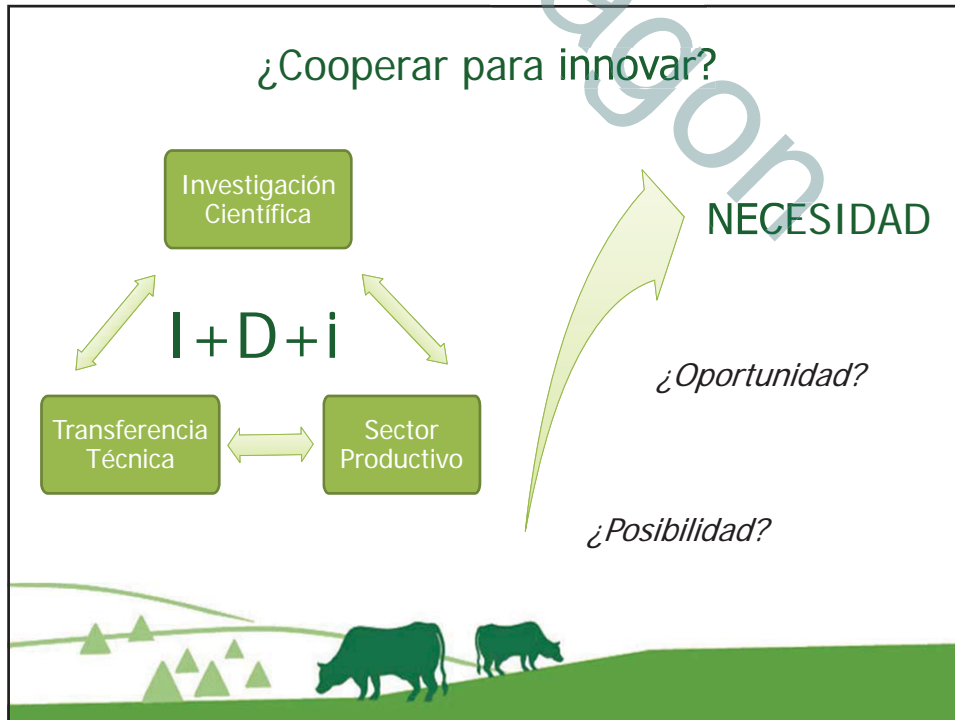 ¿Cooperar para innovar?
Investigación
Científica
I+D+i
Transferencia
Técnica
Sector
Productivo
NECESIDAD
¿Oportunidad?
¿Posibilidad?
agon